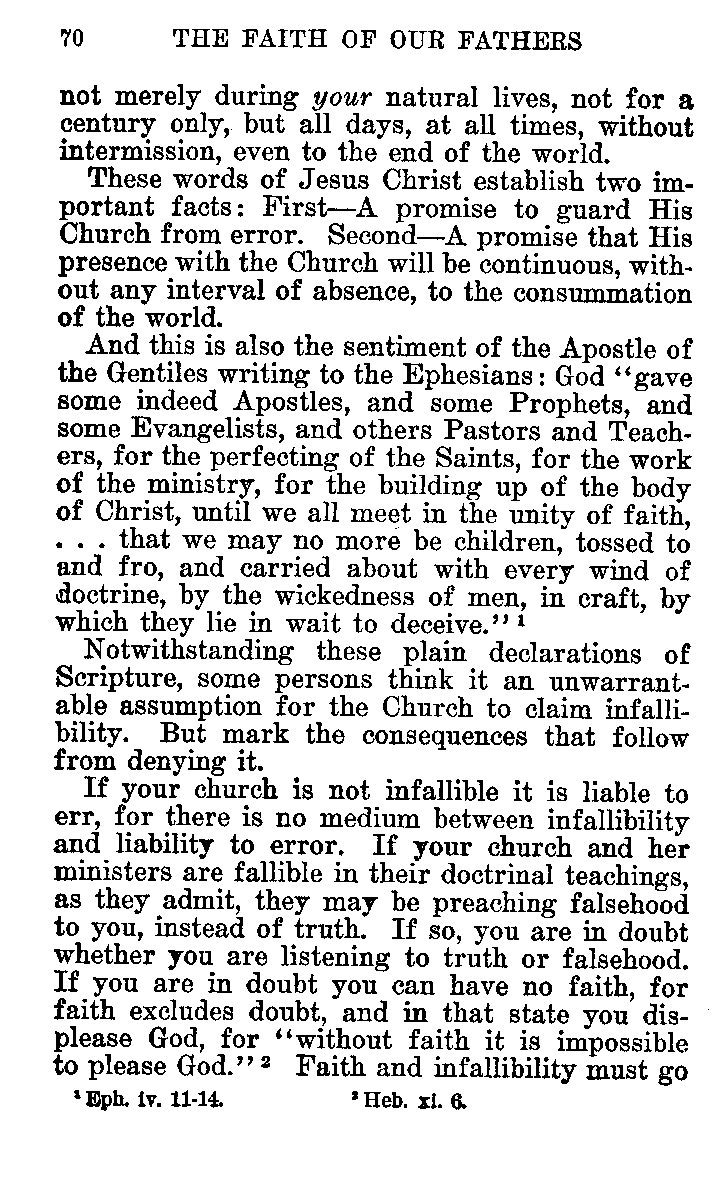 70 THE FAITH OF OUR FATHERS
not merely during your natural lives, not for a
century only, but all days, at all times, without
intermission, even to the end of the world.
These words of Jesus Christ establish two im-
portant facts: First—A promise to guard His
Church from error. Second—A promise that His
presence with the Church will be continuous, with-
out any interval of absence, to the consummation
of the world.
And this is also the sentiment of the Apostle of
the Gentiles writing to the Ephesians: God "gave
some indeed Apostles, and some Prophets, and
some Evangelists, and others Pastors and Teach-
ers, for the perfecting of the Saints, for the work
of the ministry, for the building up of the body
of Christ, until we all meet in the unity of faith,
. . . that we may no more be children, tossed to
and fro, and carried about with every wind of
doctrine, by the wickedness of men, in craft, by
which they lie in wait to deceive." ¹
Notwithstanding these plain declarations of
Scripture, some persons think it an unwarrant-
able assumption for the Church to claim infalli-
bility. But mark the consequences that follow
from denying it.
If your church is not infallible it is liable to
err, for there is no medium between infallibility
and liability to error. If your church and her
ministers are fallible in their doctrinal teachings,
as they admit, they may be preaching falsehood
to you, instead of truth. If so, you are in doubt
whether you are listening to truth or falsehood.
If you are in doubt you can have no faith, for
faith excludes doubt, and in that state you dis-
please God, for "without faith it is impossible
to please God." ² Faith and infallibility must go
¹ Eph. iv. 11-14. ² Heb. xi. 6.